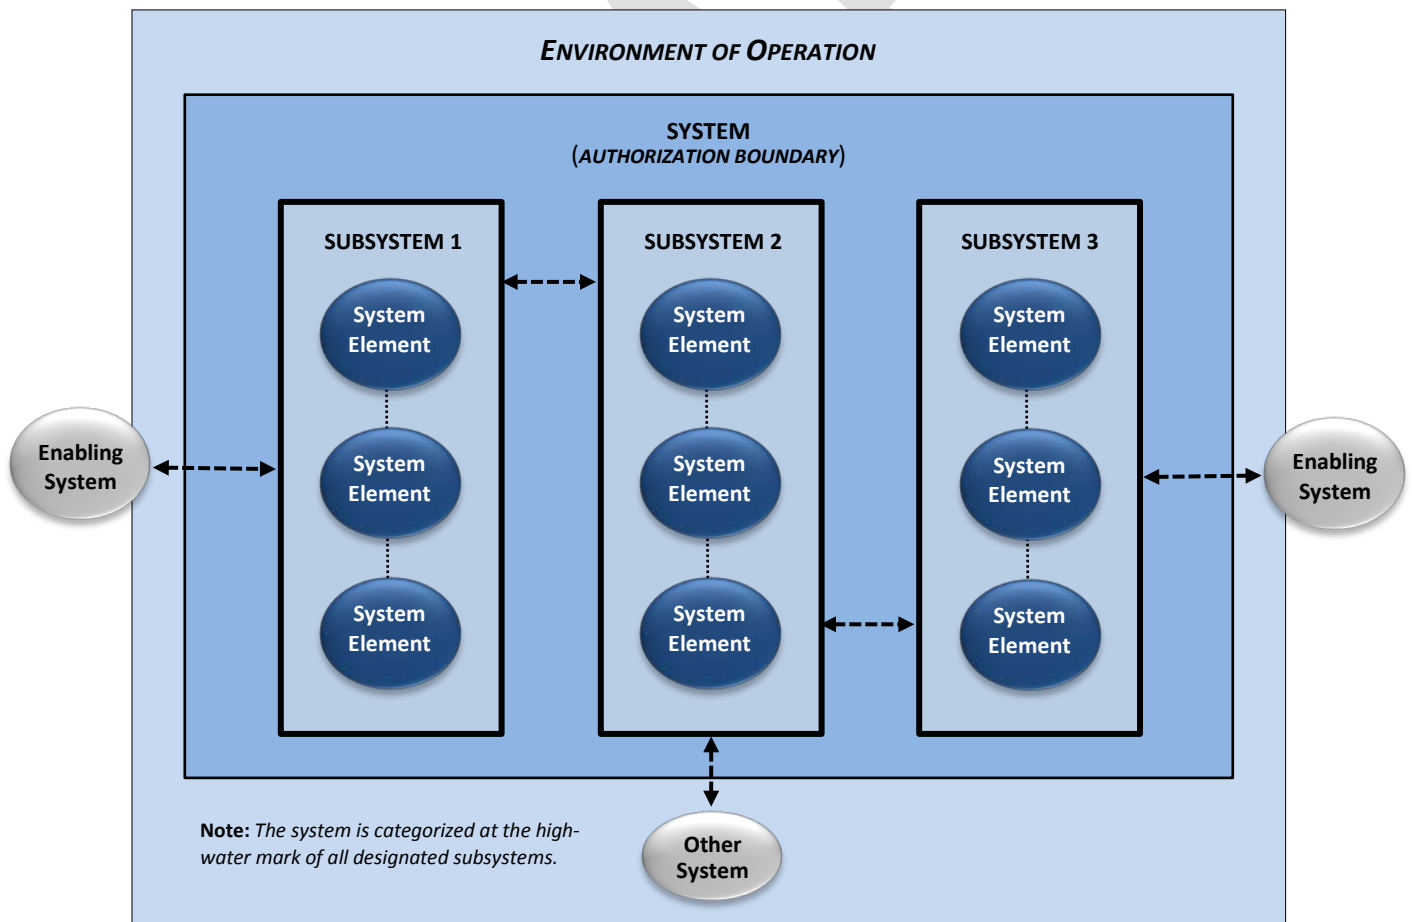 ENVIRONMENT OF OPERATION
SYSTEM
(AUTHORIZATION BOUNDARY)
SUBSYSTEM 1
SUBSYSTEM 2
SUBSYSTEM 3
System
Element
System
Element
System
Element
Enabling
System
System
Element
System
Element
System
Element
Enabling
System
System
Element
System
Element
System
Element
Note: The system is categorized at the high-
water mark of all designated subsystems.
Other
System